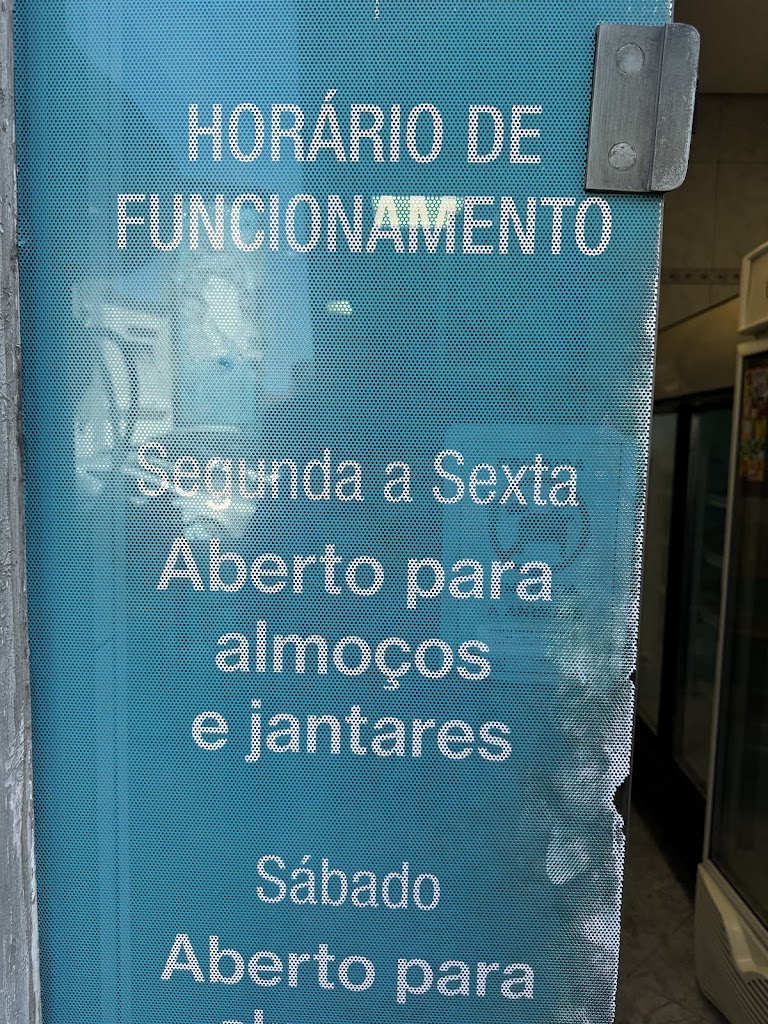 HORÁRIO DE
FUNCIONAMENTO
Segunda a Sexta
Aberto para
almoços
e jantares
Sábado
Aberto para